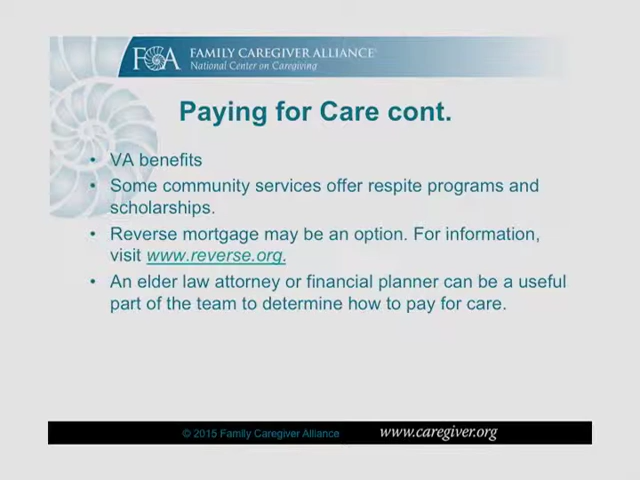 FCA FAMILY CAREGIVER ALLIANCE®
National Center on Caregiving
Paying for Care cont.
• VA benefits
• Some community services offer respite programs and
scholarships.
• Reverse mortgage may be an option. For information,
visit www.reverse.org.
• An elder law attorney or financial planner can be a useful
part of the team to determine how to pay for care.
© 2015 Family Caregiver Alliance www.caregiver.org